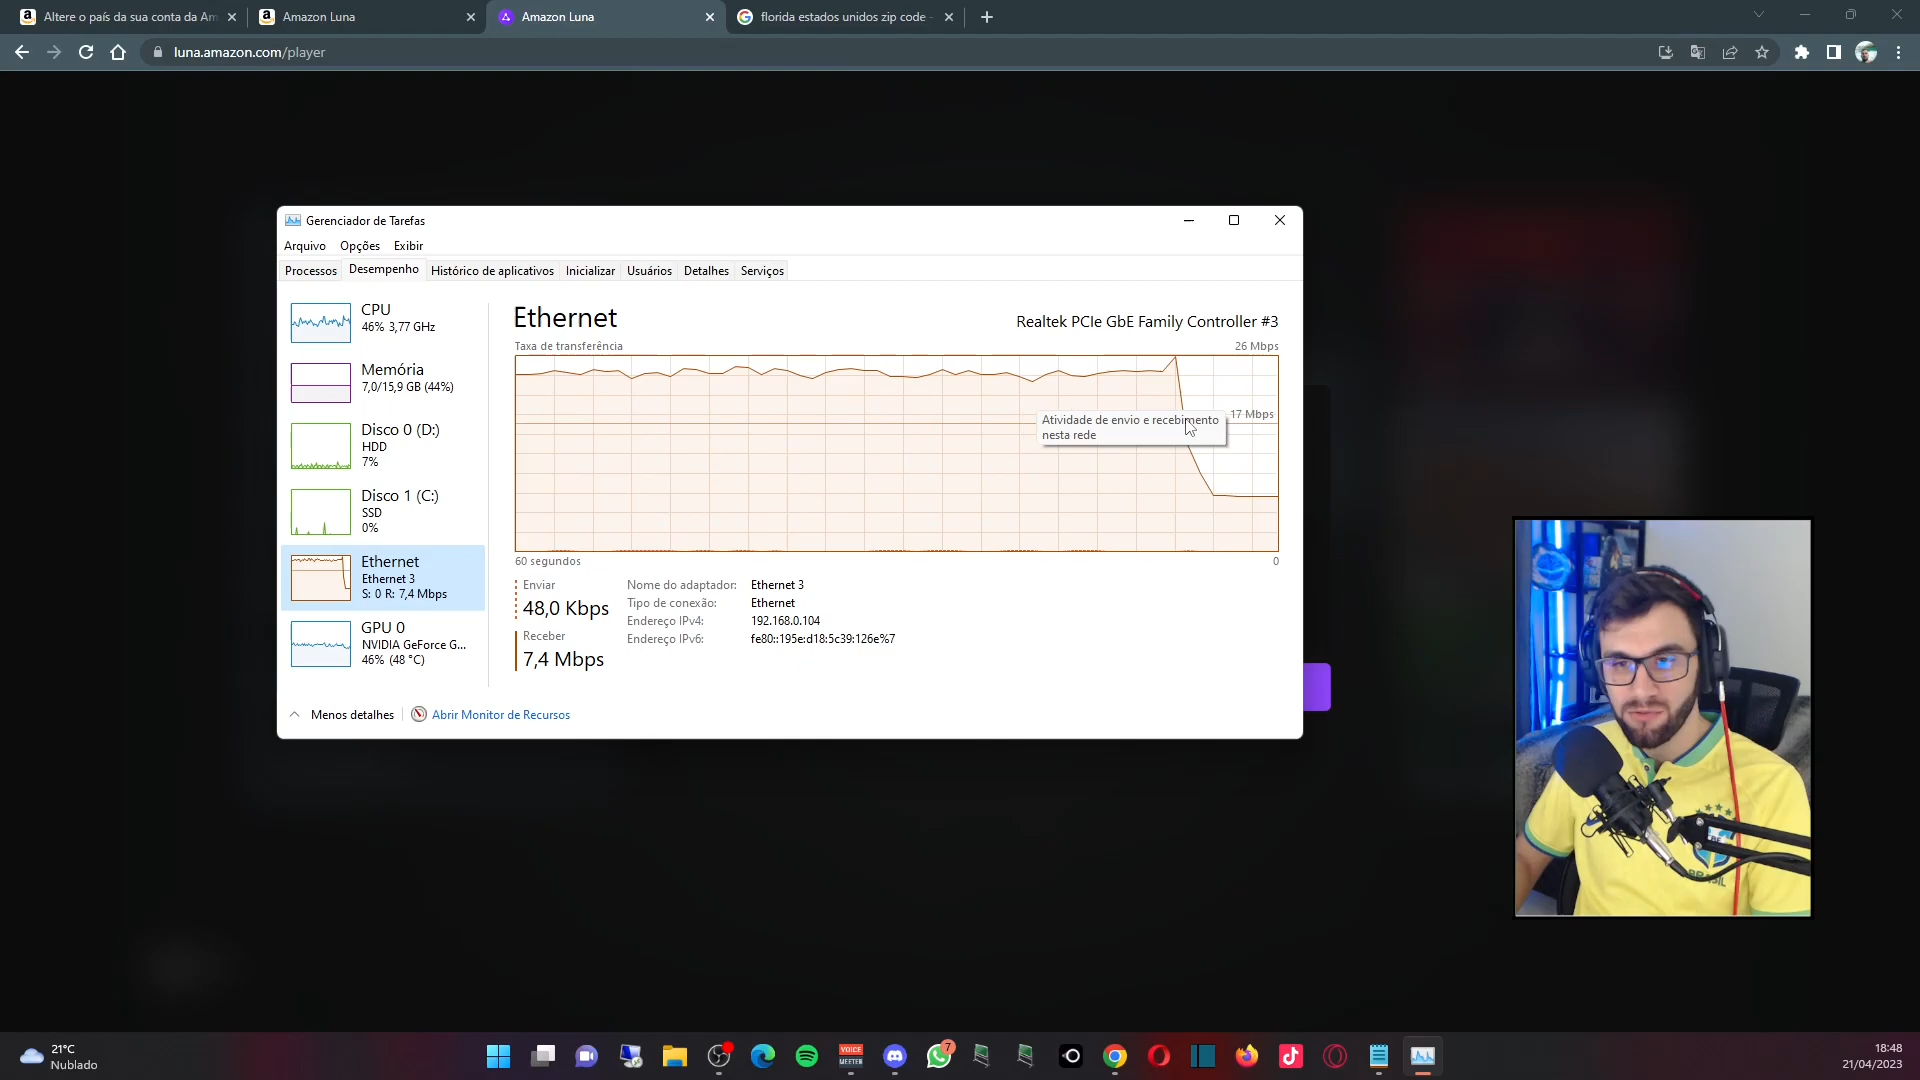 Altere o país da sua conta da Am
Amazon Luna
Amazon Luna
florida estados unidos zip code -
luna.amazon.com/player
Gerenciador de Tarefas
Arquivo Opções Exibir
Processos Desempenho Histórico de aplicativos Inicializar Usuários Detalhes Serviços
CPU
46% 3,77 GHz
Memória
7,0/15,9 GB (44%)
Disco 0 (D:)
HDD
7%
Disco 1 (C:)
SSD
0%
Ethernet
Ethernet 3
S: 0 R: 7,4 Mbps
GPU 0
NVIDIA GeForce G...
46% (48 °C)
Ethernet
Realtek PCIe GbE Family Controller #3
Taxa de transferência
26 Mbps
17 Mbps
Atividade de envio e recebimento
nesta rede
60 segundos
0
Enviar
48,0 Kbps
Receber
7,4 Mbps
Nome do adaptador: Ethernet 3
Tipo de conexão: Ethernet
Endereço IPv4: 192.168.0.104
Endereço IPv6: fe80::195e:d18:5c39:126e%7
Menos detalhes
Abrir Monitor de Recursos
BRASIL
21°C
Nublado
VOICE
MEETER
7
18:48
21/04/2023